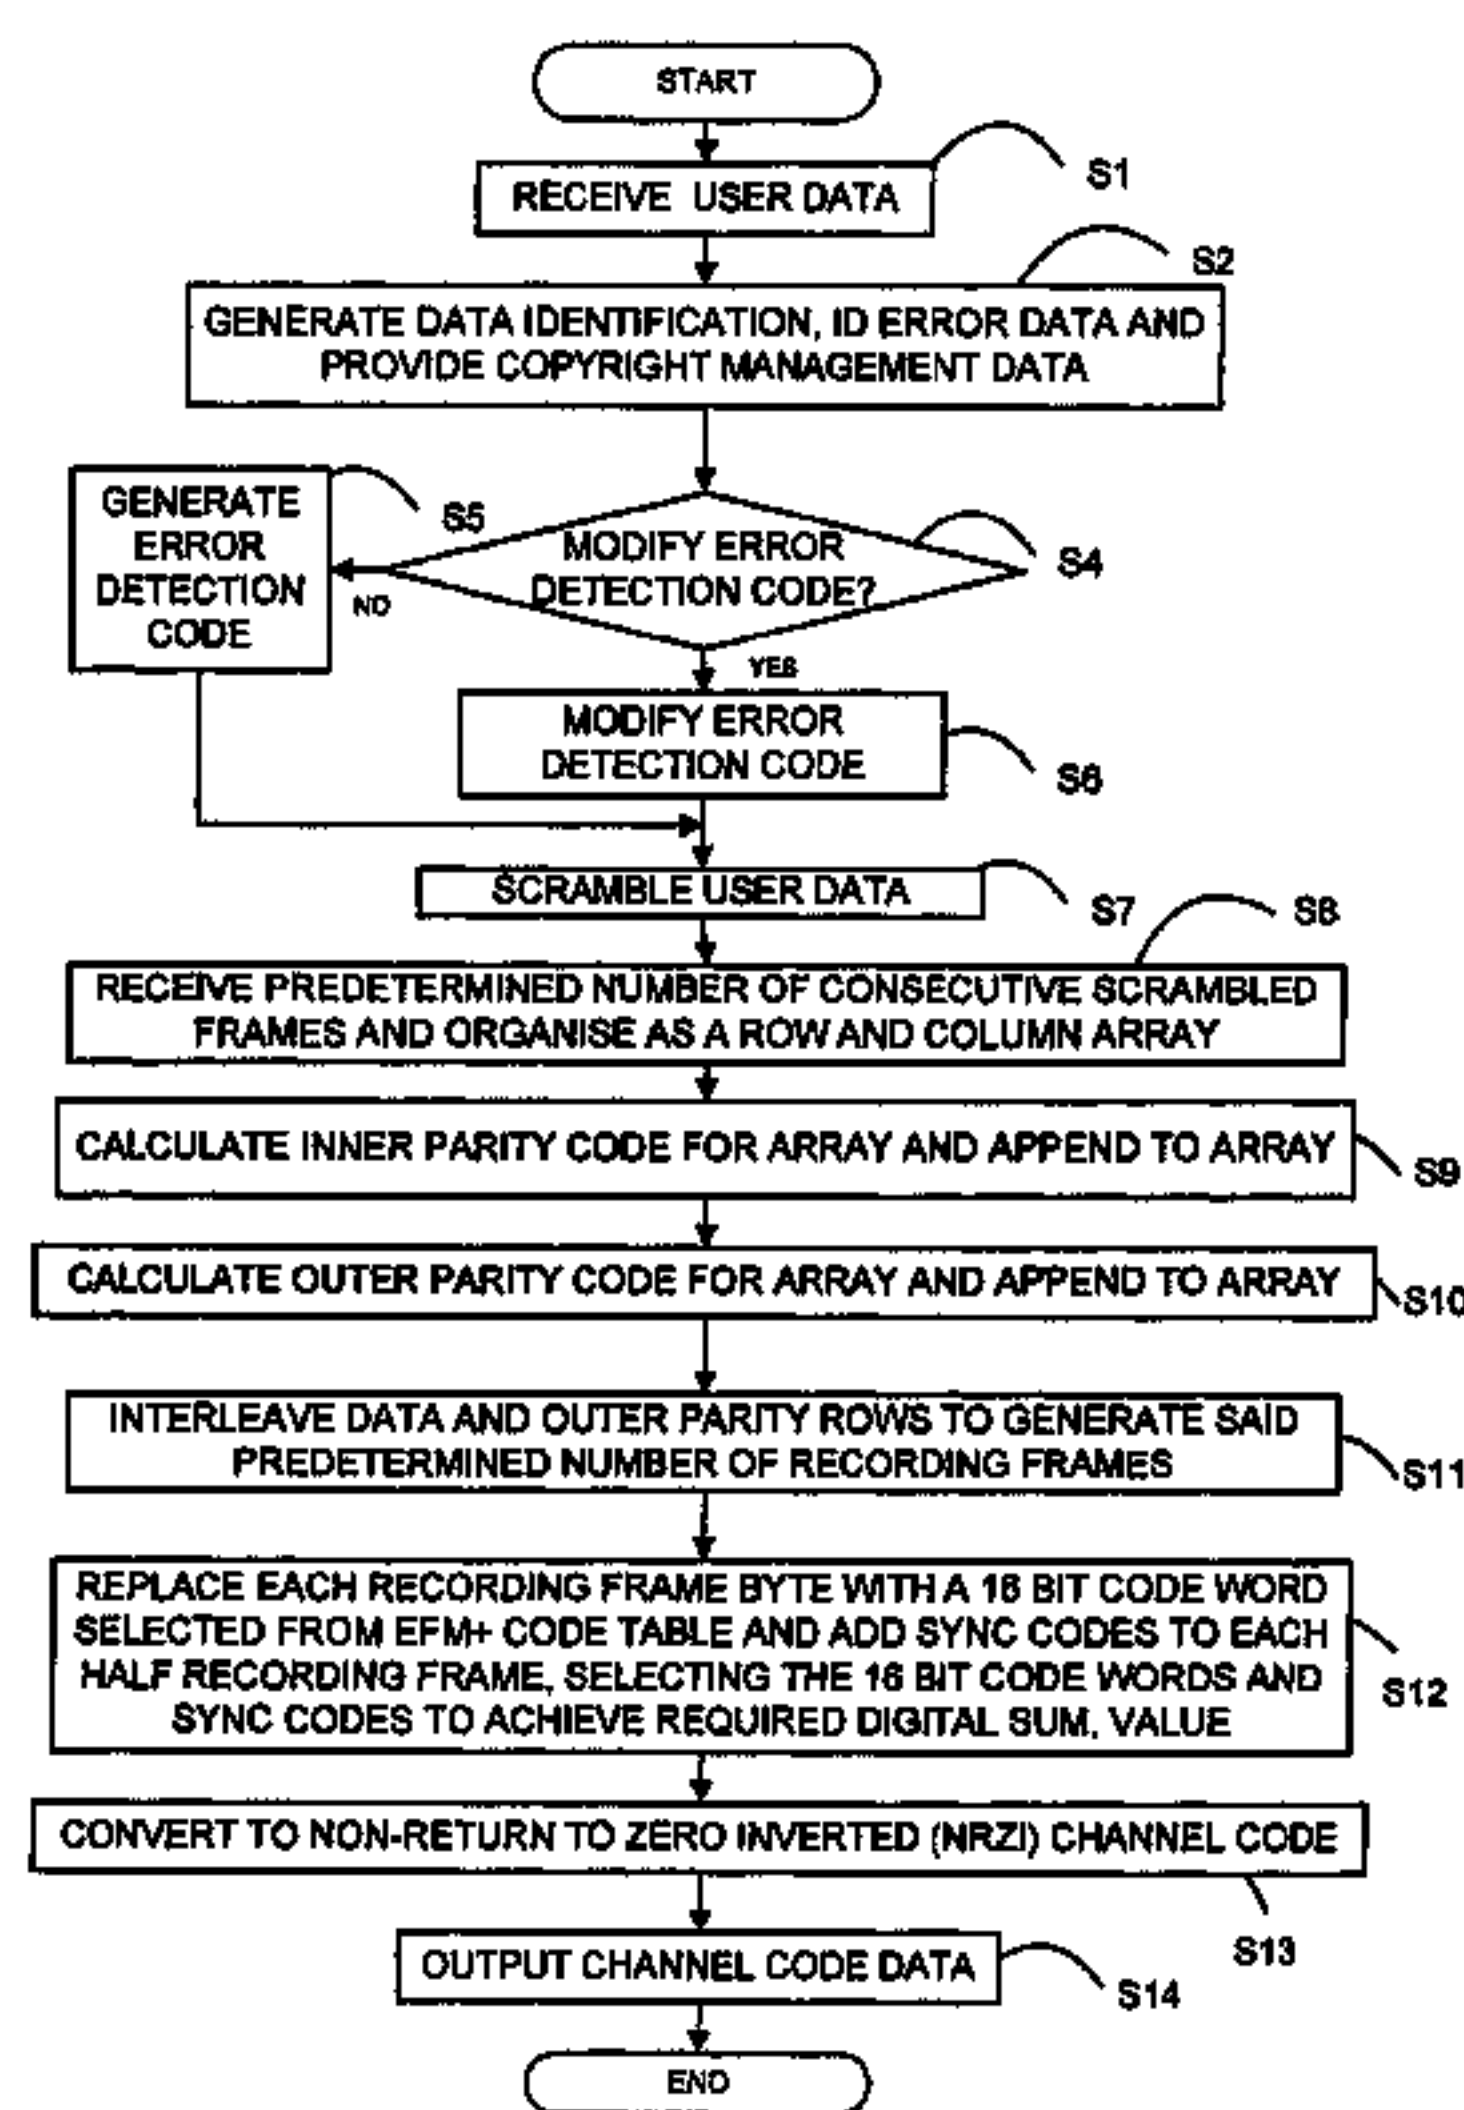 START
RECEIVE USER DATA
S1
S2
GENERATE DATA IDENTIFICATION, ID ERROR DATA AND
PROVIDE COPYRIGHT MANAGEMENT DATA
GENERATE
ERROR
DETECTION
CODE
S5
MODIFY ERROR
DETECTION CODE?
S4
NO
YES
MODIFY ERROR
DETECTION CODE
S6
SCRAMBLE USER DATA
S7
S8
RECEIVE PREDETERMINED NUMBER OF CONSECUTIVE SCRAMBLED
FRAMES AND ORGANISE AS A ROW AND COLUMN ARRAY
CALCULATE INNER PARITY CODE FOR ARRAY AND APPEND TO ARRAY
S9
CALCULATE OUTER PARITY CODE FOR ARRAY AND APPEND TO ARRAY
S10
INTERLEAVE DATA AND OUTER PARITY ROWS TO GENERATE SAID
PREDETERMINED NUMBER OF RECORDING FRAMES
S11
REPLACE EACH RECORDING FRAME BYTE WITH A 16 BIT CODE WORD
SELECTED FROM EFM+ CODE TABLE AND ADD SYNC CODES TO EACH
HALF RECORDING FRAME, SELECTING THE 16 BIT CODE WORDS AND
SYNC CODES TO ACHIEVE REQUIRED DIGITAL SUM, VALUE
S12
CONVERT TO NON-RETURN TO ZERO INVERTED (NRZI) CHANNEL CODE
S13
OUTPUT CHANNEL CODE DATA
S14
END